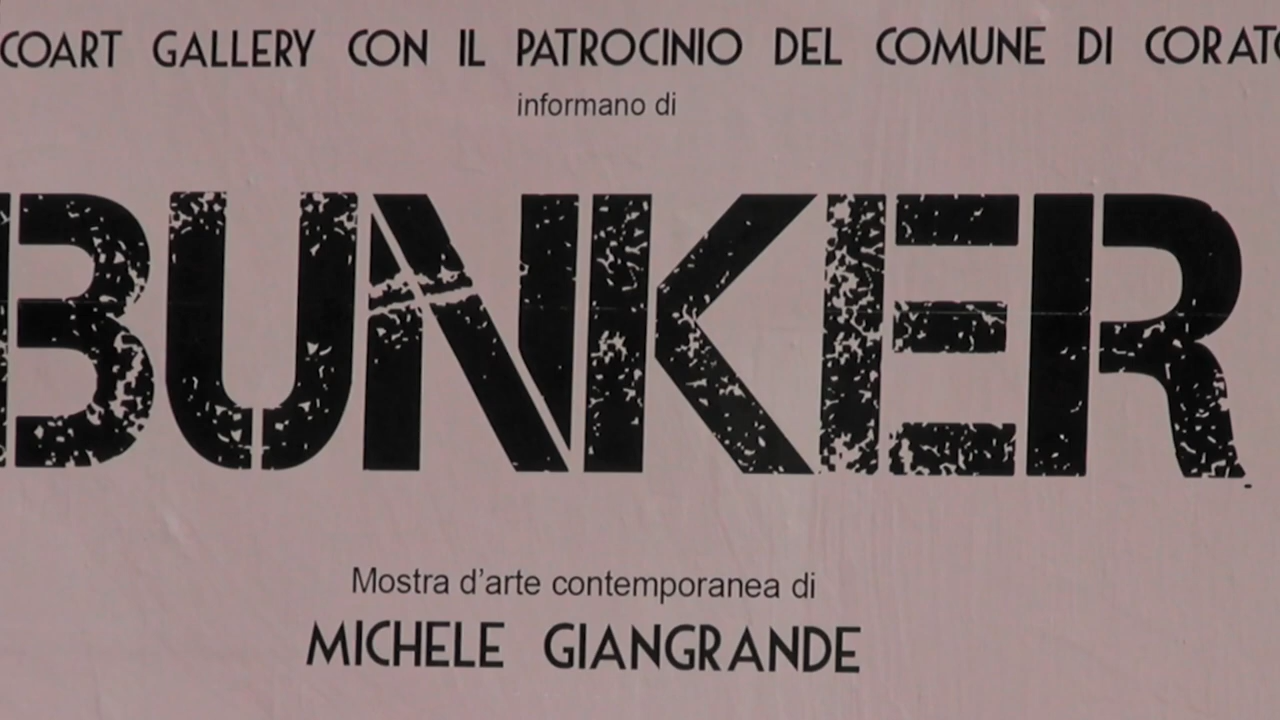 COART GALLERY CON IL PATROCINIO DEL COMUNE DI CORATO
informano di
BUNKER
Mostra d'arte contemporanea di
MICHELE GIANGRANDE